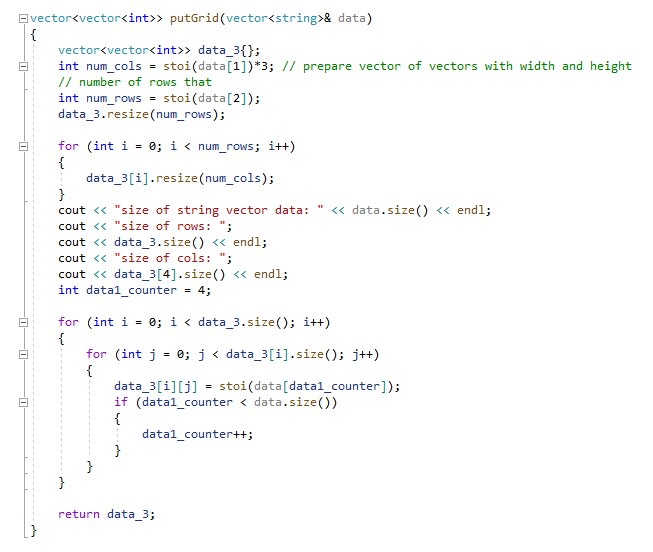 vector<vector<int>> putGrid(vector<string>& data)
{
    vector<vector<int>> data_3{};
    int num_cols = stoi(data[1])*3; // prepare vector of vectors with width and height
    // number of rows that
    int num_rows = stoi(data[2]);
    data_3.resize(num_rows);

    for (int i = 0; i < num_rows; i++)
    {
        data_3[i].resize(num_cols);
    }
    cout << "size of string vector data: " << data.size() << endl;
    cout << "size of rows: ";
    cout << data_3.size() << endl;
    cout << "size of cols: ";
    cout << data_3[4].size() << endl;
    int data1_counter = 4;

    for (int i = 0; i < data_3.size(); i++)
    {
        for (int j = 0; j < data_3[i].size(); j++)
        {
            data_3[i][j] = stoi(data[data1_counter]);
            if (data1_counter < data.size())
            {
                data1_counter++;
            }
        }
    }

    return data_3;
}